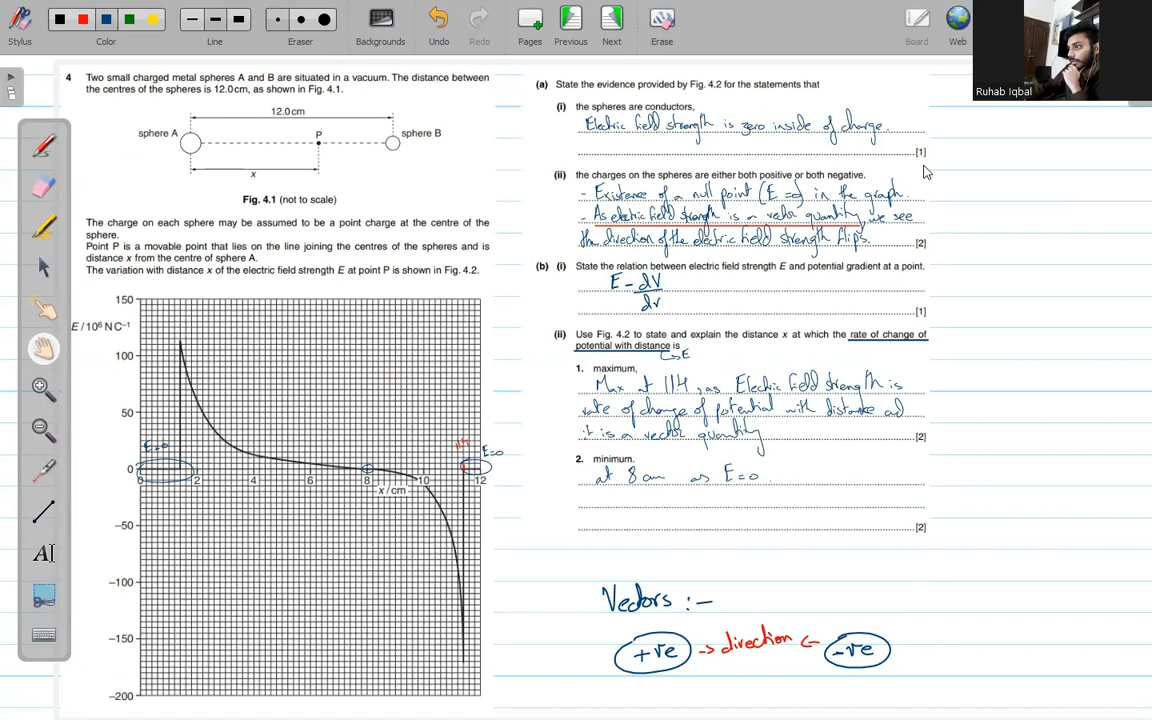 Stylus
Color
Line
Eraser
Backgrounds
Undo
Redo
Pages
Previous
Next
Erase
Board
Web
Ruhab Iqbal
4 Two small charged metal spheres A and B are situated in a vacuum. The distance between
the centres of the spheres is 12.0 cm, as shown in Fig. 4.1.
12.0 cm
sphere A
P
sphere B
x
Fig. 4.1 (not to scale)
The charge on each sphere may be assumed to be a point charge at the centre of the
sphere.
Point P is a movable point that lies on the line joining the centres of the spheres and is
distance x from the centre of sphere A.
The variation with distance x of the electric field strength E at point P is shown in Fig. 4.2.
150
E / 10⁶ N C⁻¹
100
50
E=0
11.4
E=0
0
0 2 4 6 8 10 12
x / cm
−50
−100
−150
−200
(a) State the evidence provided by Fig. 4.2 for the statements that
(i) the spheres are conductors,
Electric field strength is zero inside of charge.
[1]
(ii) the charges on the spheres are either both positive or both negative.
- Existence of a null point (E=0) in the graph.
- As electric field strength is a vector quantity we see
the direction of the electric field strength flips.
[2]
(b) (i) State the relation between electric field strength E and potential gradient at a point.
E - dV
dr
[1]
(ii) Use Fig. 4.2 to state and explain the distance x at which the rate of change of
potential with distance is
↳ E
1. maximum,
Max at 11.4, as Electric field strength is
rate of change of potential with distance and
it is a vector quantity
[2]
2. minimum.
at 8 cm as E=0.
[2]
Vectors :-
+ve -> direction <- -ve
AI